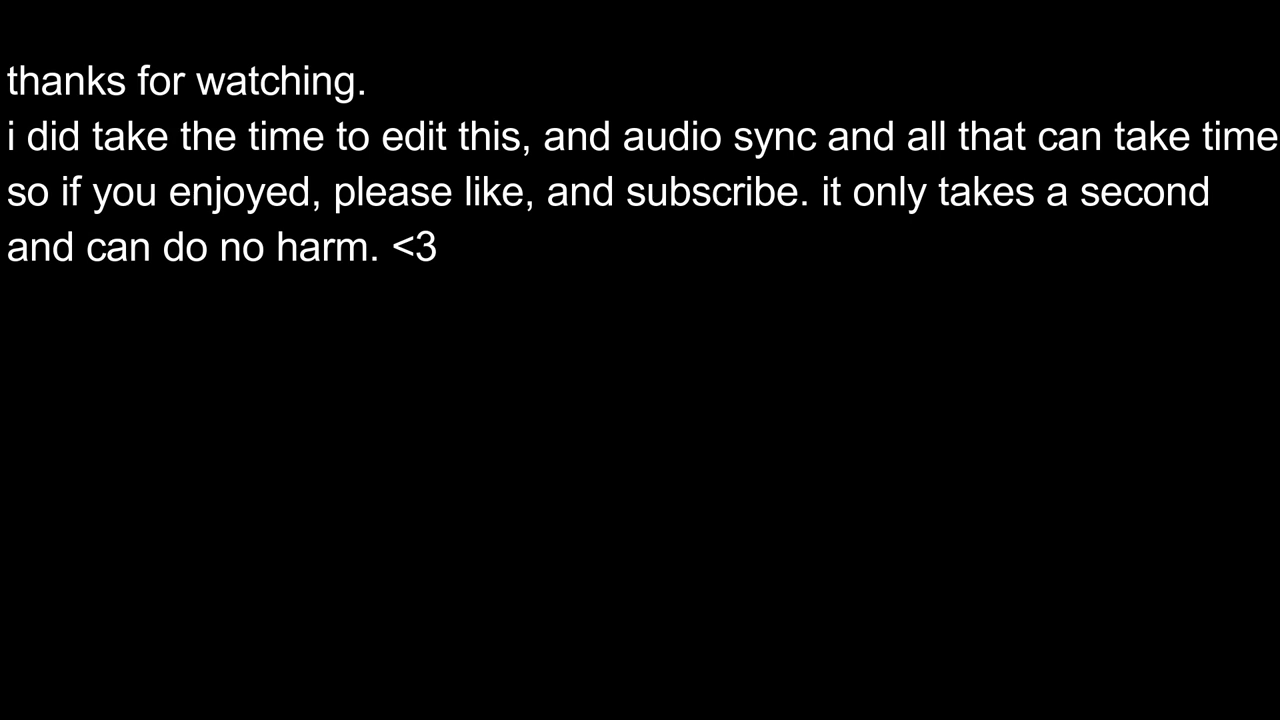 thanks for watching.
i did take the time to edit this, and audio sync and all that can take time
so if you enjoyed, please like, and subscribe. it only takes a second
and can do no harm. <3